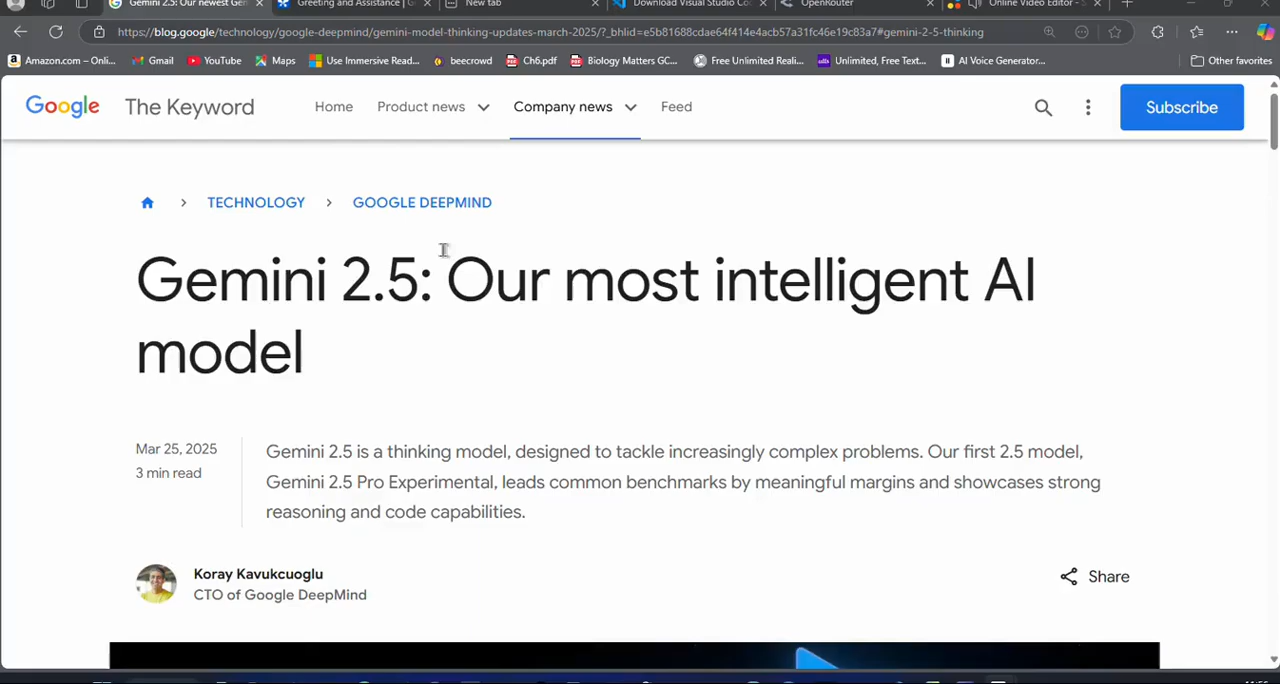 Gemini 2.5: Our newest Gem
Greeting and Assistance | G
New tab
Download Visual Studio Co
OpenRouter
Online Video Editor -
https://blog.google/technology/google-deepmind/gemini-model-thinking-updates-march-2025/?_bhlid=e5b81688cdae64f414e4acb57a31fc46e19c83a7#gemini-2-5-thinking
Amazon.com – Onli...
Gmail
YouTube
Maps
Use Immersive Read...
beecrowd
Ch6.pdf
Biology Matters GC...
Free Unlimited Reali...
Unlimited, Free Text...
AI Voice Generator...
Other favorites
Google The Keyword
Home
Product news
Company news
Feed
Subscribe
TECHNOLOGY
GOOGLE DEEPMIND
Gemini 2.5: Our most intelligent AI
model
Mar 25, 2025
3 min read
Gemini 2.5 is a thinking model, designed to tackle increasingly complex problems. Our first 2.5 model,
Gemini 2.5 Pro Experimental, leads common benchmarks by meaningful margins and showcases strong
reasoning and code capabilities.
Koray Kavukcuoglu
CTO of Google DeepMind
Share